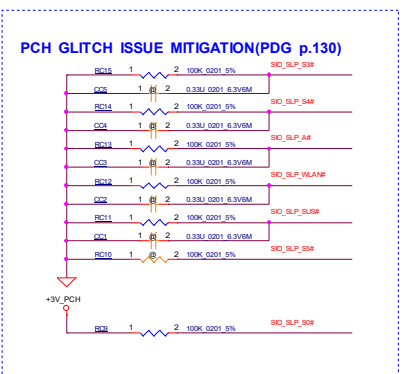 PCH GLITCH ISSUE MITIGATION(PDG p.130)
RC15 1 2 100K_0201_5% SIO_SLP_S3#
CC5 1 @ 2 0.33U_0201_6.3V6M
RC14 1 2 100K_0201_5% SIO_SLP_S4#
CC4 1 @ 2 0.33U_0201_6.3V6M
RC13 1 2 100K_0201_5% SIO_SLP_A#
CC3 1 @ 2 0.33U_0201_6.3V6M
RC12 1 2 100K_0201_5% SIO_SLP_WLAN#
CC2 1 @ 2 0.33U_0201_6.3V6M
RC11 1 2 100K_0201_5% SIO_SLP_SUS#
CC1 1 @ 2 0.33U_0201_6.3V6M
RC10 1 @ 2 100K_0201_5% SIO_SLP_S5#
+3V_PCH
RC9 1 2 100K_0201_5% SIO_SLP_S0#